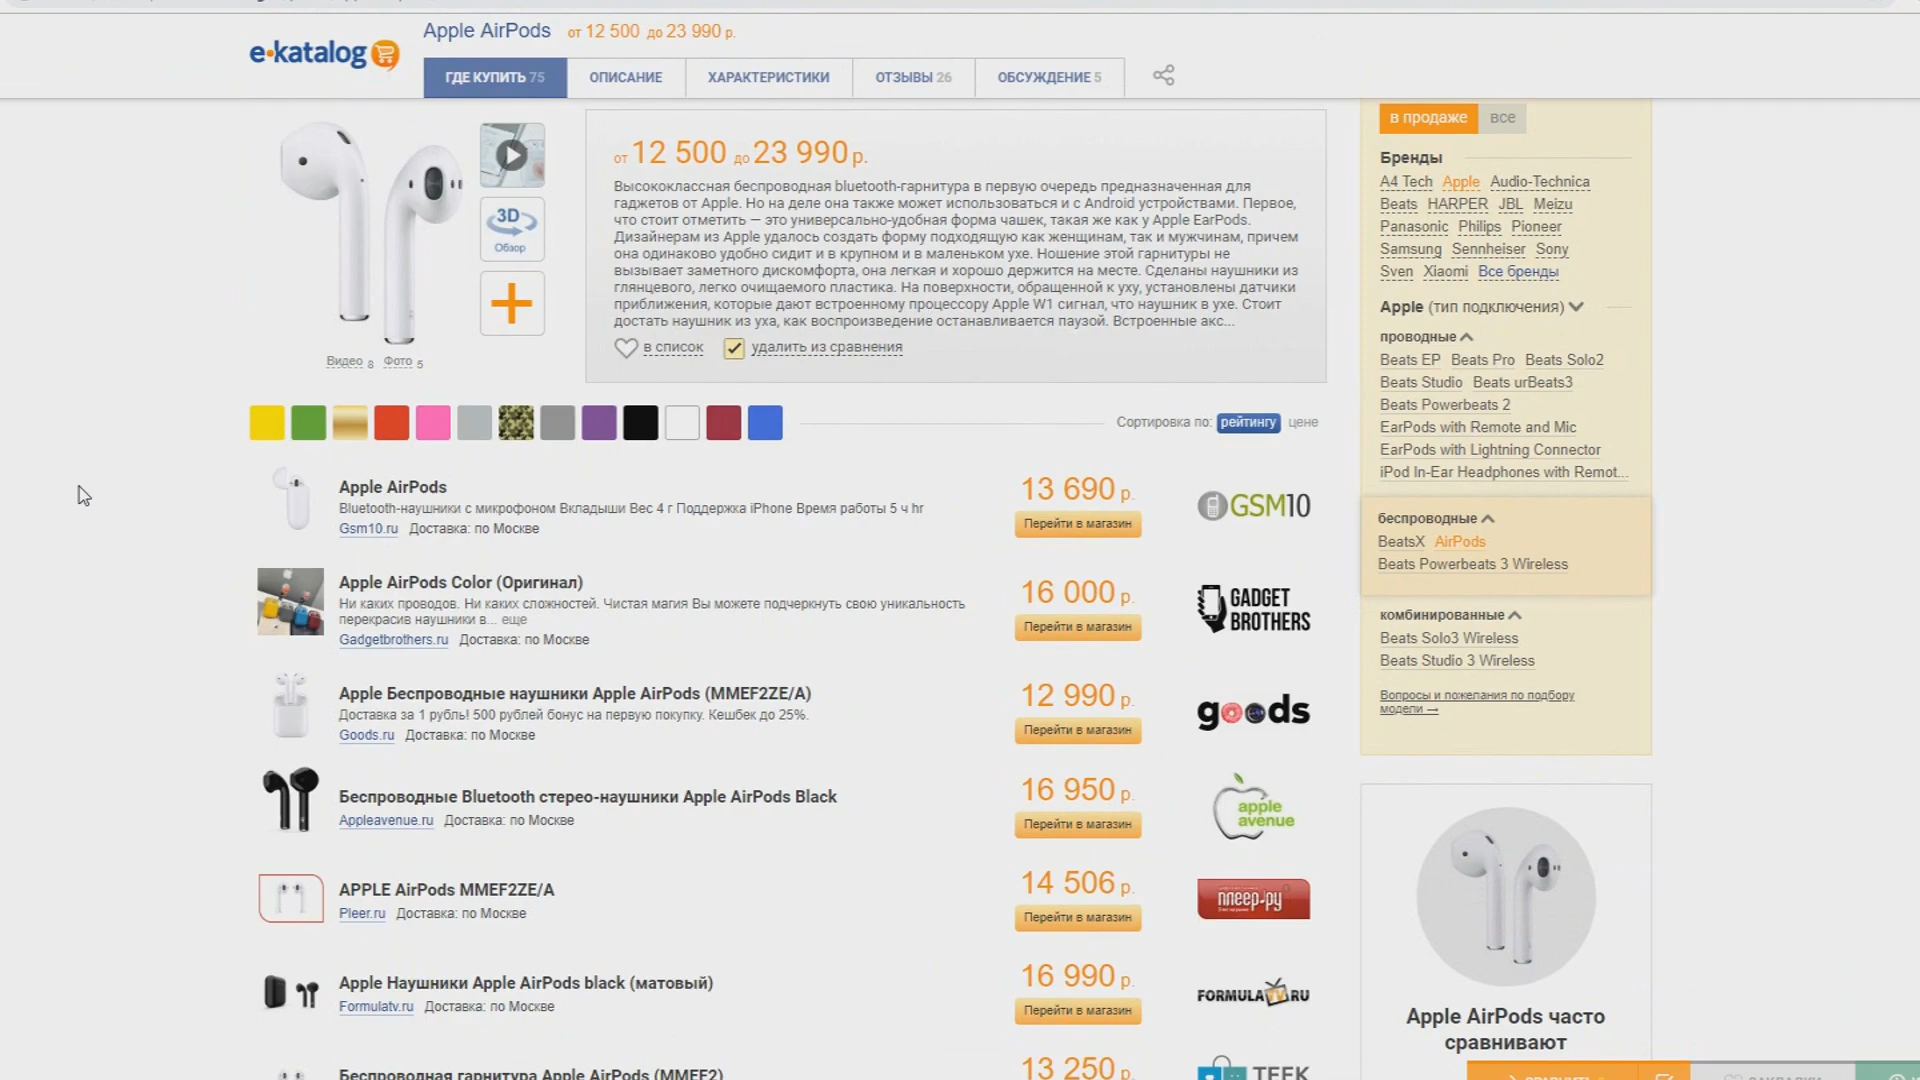 e·katalog
Apple AirPods от 12 500 до 23 990 р.
ГДЕ КУПИТЬ 75
ОПИСАНИЕ
ХАРАКТЕРИСТИКИ
ОТЗЫВЫ 26
ОБСУЖДЕНИЕ 5
3D
Обзор
Видео 8 Фото 5
от 12 500 до 23 990 р.
Высококлассная беспроводная bluetooth-гарнитура в первую очередь предназначенная для
гаджетов от Apple. Но на деле она также может использоваться и с Android устройствами. Первое,
что стоит отметить — это универсально-удобная форма чашек, такая же как у Apple EarPods.
Дизайнерам из Apple удалось создать форму подходящую как женщинам, так и мужчинам, причем
она одинаково удобно сидит и в крупном и в маленьком ухе. Ношение этой гарнитуры не
вызывает заметного дискомфорта, она легкая и хорошо держится на месте. Сделаны наушники из
глянцевого, легко очищаемого пластика. На поверхности, обращенной к уху, установлены датчики
приближения, которые дают встроенному процессору Apple W1 сигнал, что наушник в ухе. Стоит
достать наушник из уха, как воспроизведение останавливается паузой. Встроенные акс...
в список
удалить из сравнения
Сортировка по: рейтингу цене
Apple AirPods
Bluetooth-наушники с микрофоном Вкладыши Вес 4 г Поддержка iPhone Время работы 5 ч hr
Gsm10.ru Доставка: по Москве
13 690 р.
Перейти в магазин
GSM10
Apple AirPods Color (Оригинал)
Ни каких проводов. Ни каких сложностей. Чистая магия Вы можете подчеркнуть свою уникальность
перекрасив наушники в... еще
Gadgetbrothers.ru Доставка: по Москве
16 000 р.
Перейти в магазин
GADGET
BROTHERS
Apple Беспроводные наушники Apple AirPods (MMEF2ZE/A)
Доставка за 1 рубль! 500 рублей бонус на первую покупку. Кешбек до 25%.
Goods.ru Доставка: по Москве
12 990 р.
Перейти в магазин
goods
Беспроводные Bluetooth стерео-наушники Apple AirPods Black
Appleavenue.ru Доставка: по Москве
16 950 р.
Перейти в магазин
apple
avenue
APPLE AirPods MMEF2ZE/A
Pleer.ru Доставка: по Москве
14 506 р.
Перейти в магазин
плеер.ру
Apple Наушники Apple AirPods black (матовый)
Formulatv.ru Доставка: по Москве
16 990 р.
Перейти в магазин
FORMULATV.RU
Беспроводная гарнитура Apple AirPods (MMEF2)
13 250 р.
TEEK
в продаже все
Бренды
A4 Tech Apple Audio-Technica
Beats HARPER JBL Meizu
Panasonic Philips Pioneer
Samsung Sennheiser Sony
Sven Xiaomi Все бренды
Apple (тип подключения)
проводные
Beats EP Beats Pro Beats Solo2
Beats Studio Beats urBeats3
Beats Powerbeats 2
EarPods with Remote and Mic
EarPods with Lightning Connector
iPod In-Ear Headphones with Remot...
беспроводные
BeatsX AirPods
Beats Powerbeats 3 Wireless
комбинированные
Beats Solo3 Wireless
Beats Studio 3 Wireless
Вопросы и пожелания по подбору
модели →
Apple AirPods часто
сравнивают